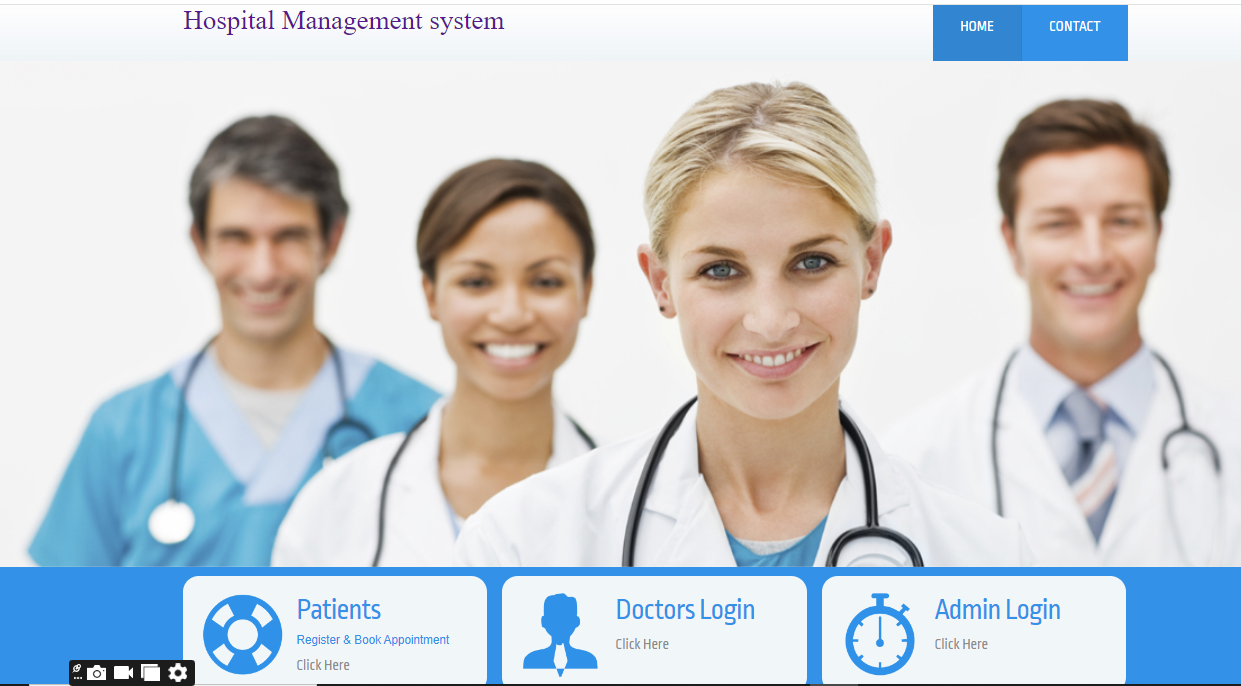 Hospital Management system
HOME
CONTACT
Patients
Register & Book Appointment
Click Here
Doctors Login
Click Here
Admin Login
Click Here